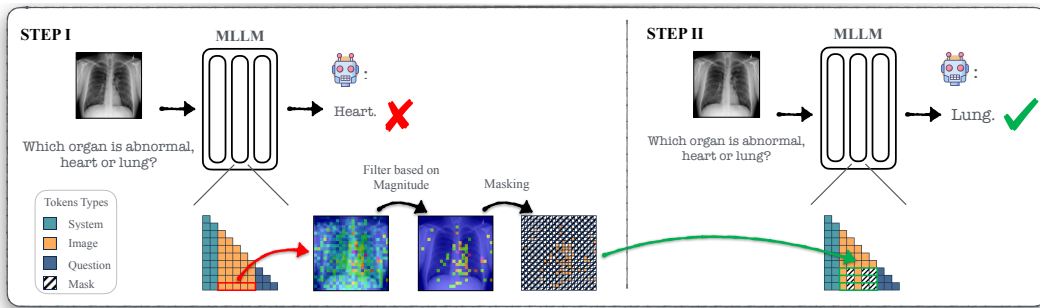 STEP I
MLLM
:
Heart.
Which organ is abnormal,
heart or lung?
Filter based on
Magnitude
Masking
Tokens Types
System
Image
Question
Mask
STEP II
MLLM
:
Lung.
Which organ is abnormal,
heart or lung?